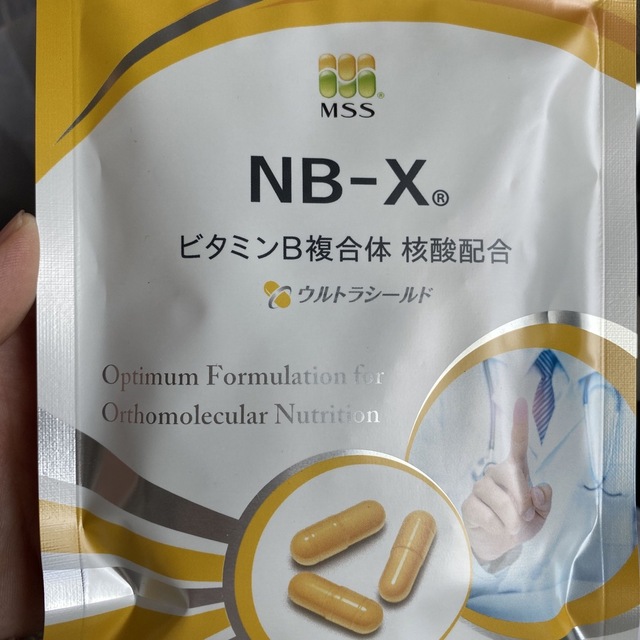 MSS®
NB-X®
ビタミンB複合体 核酸配合
ウルトラシールド
Optimum Formulation for
Orthomolecular Nutrition